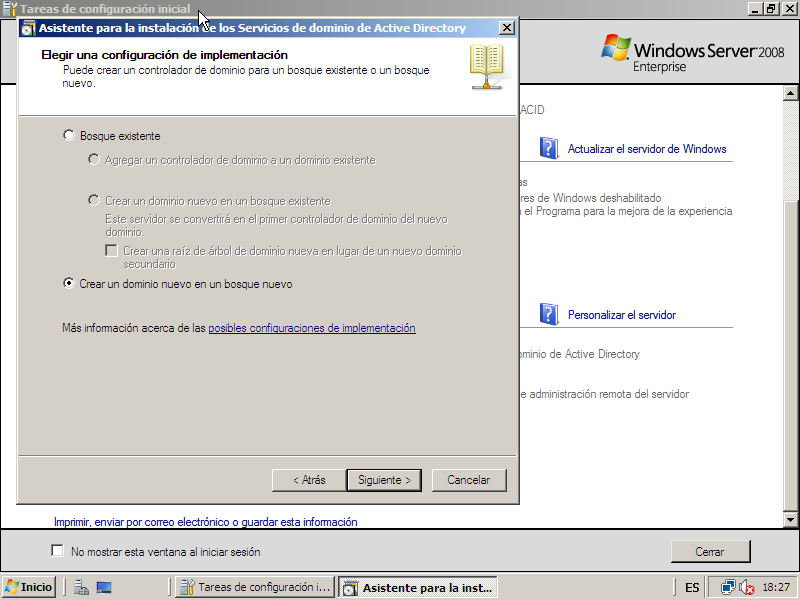 Tareas de configuración inicial
Asistente para la instalación de los Servicios de dominio de Active Directory
Elegir una configuración de implementación
Puede crear un controlador de dominio para un bosque existente o un bosque
nuevo.
Windows Server 2008
Enterprise
Bosque existente
Agregar un controlador de dominio a un dominio existente
Crear un dominio nuevo en un bosque existente
Este servidor se convertirá en el primer controlador de dominio del nuevo
dominio.
Crear una raíz de árbol de dominio nueva en lugar de un nuevo dominio
secundario
Crear un dominio nuevo en un bosque nuevo
Más información acerca de las posibles configuraciones de implementación
< Atrás
Siguiente >
Cancelar
ACID
Actualizar el servidor de Windows
as
res de Windows deshabilitado
n el Programa para la mejora de la experiencia
Personalizar el servidor
ominio de Active Directory
e administración remota del servidor
Imprimir, enviar por correo electrónico o guardar esta información
No mostrar esta ventana al iniciar sesión
Cerrar
Inicio
Tareas de configuración i...
Asistente para la inst...
ES
18:27